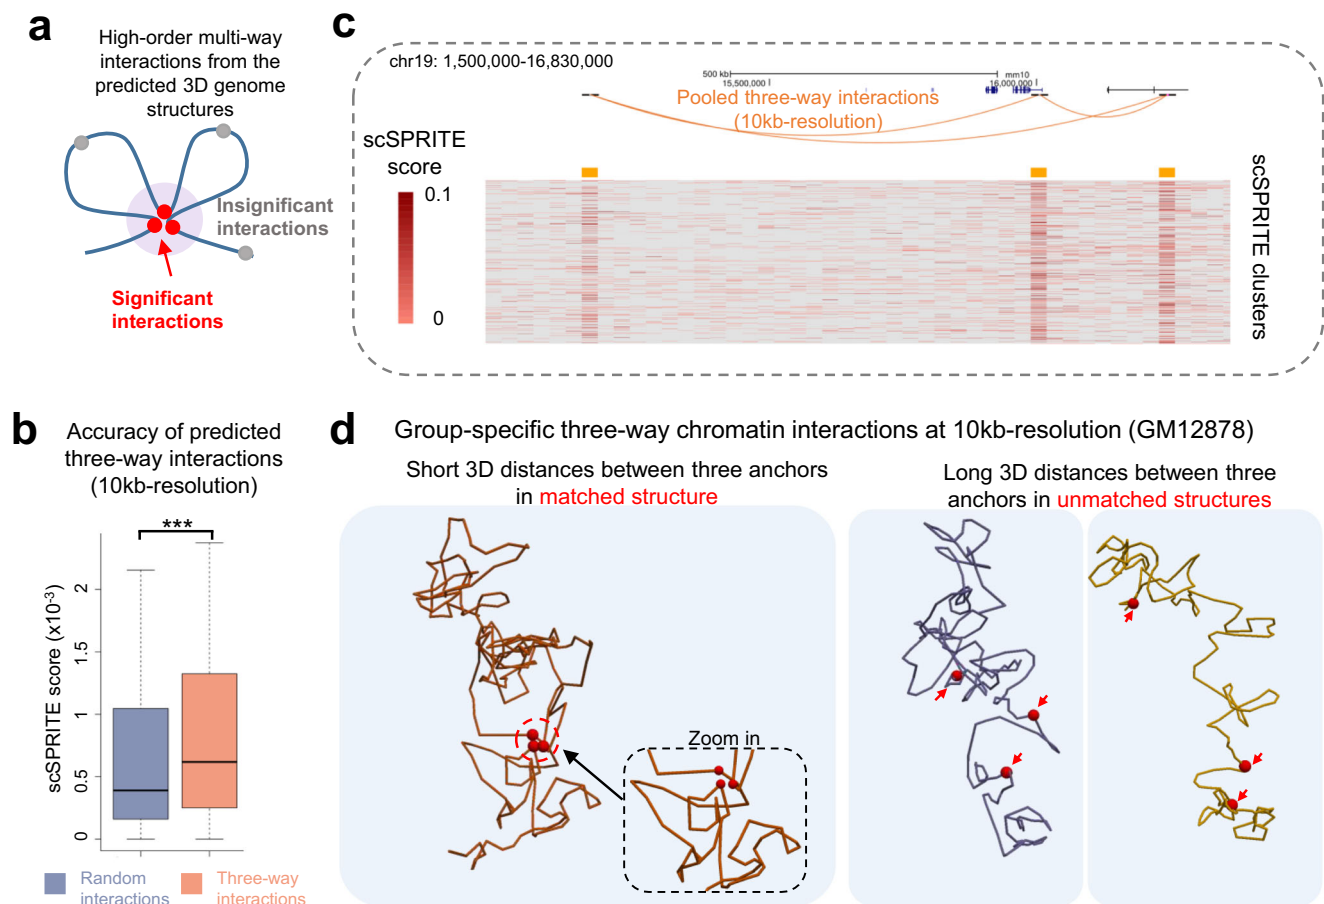 a
High-order multi-way
interactions from the
predicted 3D genome
structures
Insignificant
interactions
Significant
interactions
c
chr19: 1,500,000-16,830,000
500 kb
mm10
15,500,000
16,000,000
Pooled three-way interactions
(10kb-resolution)
scSPRITE
score
0.1
0
scSPRITE clusters
b
Accuracy of predicted
three-way interactions
(10kb-resolution)
***
scSPRITE score (x10-3)
2
1.5
1
0.5
0
Random
interactions
Three-way
interactions
d
Group-specific three-way chromatin interactions at 10kb-resolution (GM12878)
Short 3D distances between three anchors
in matched structure
Zoom in
Long 3D distances between three
anchors in unmatched structures